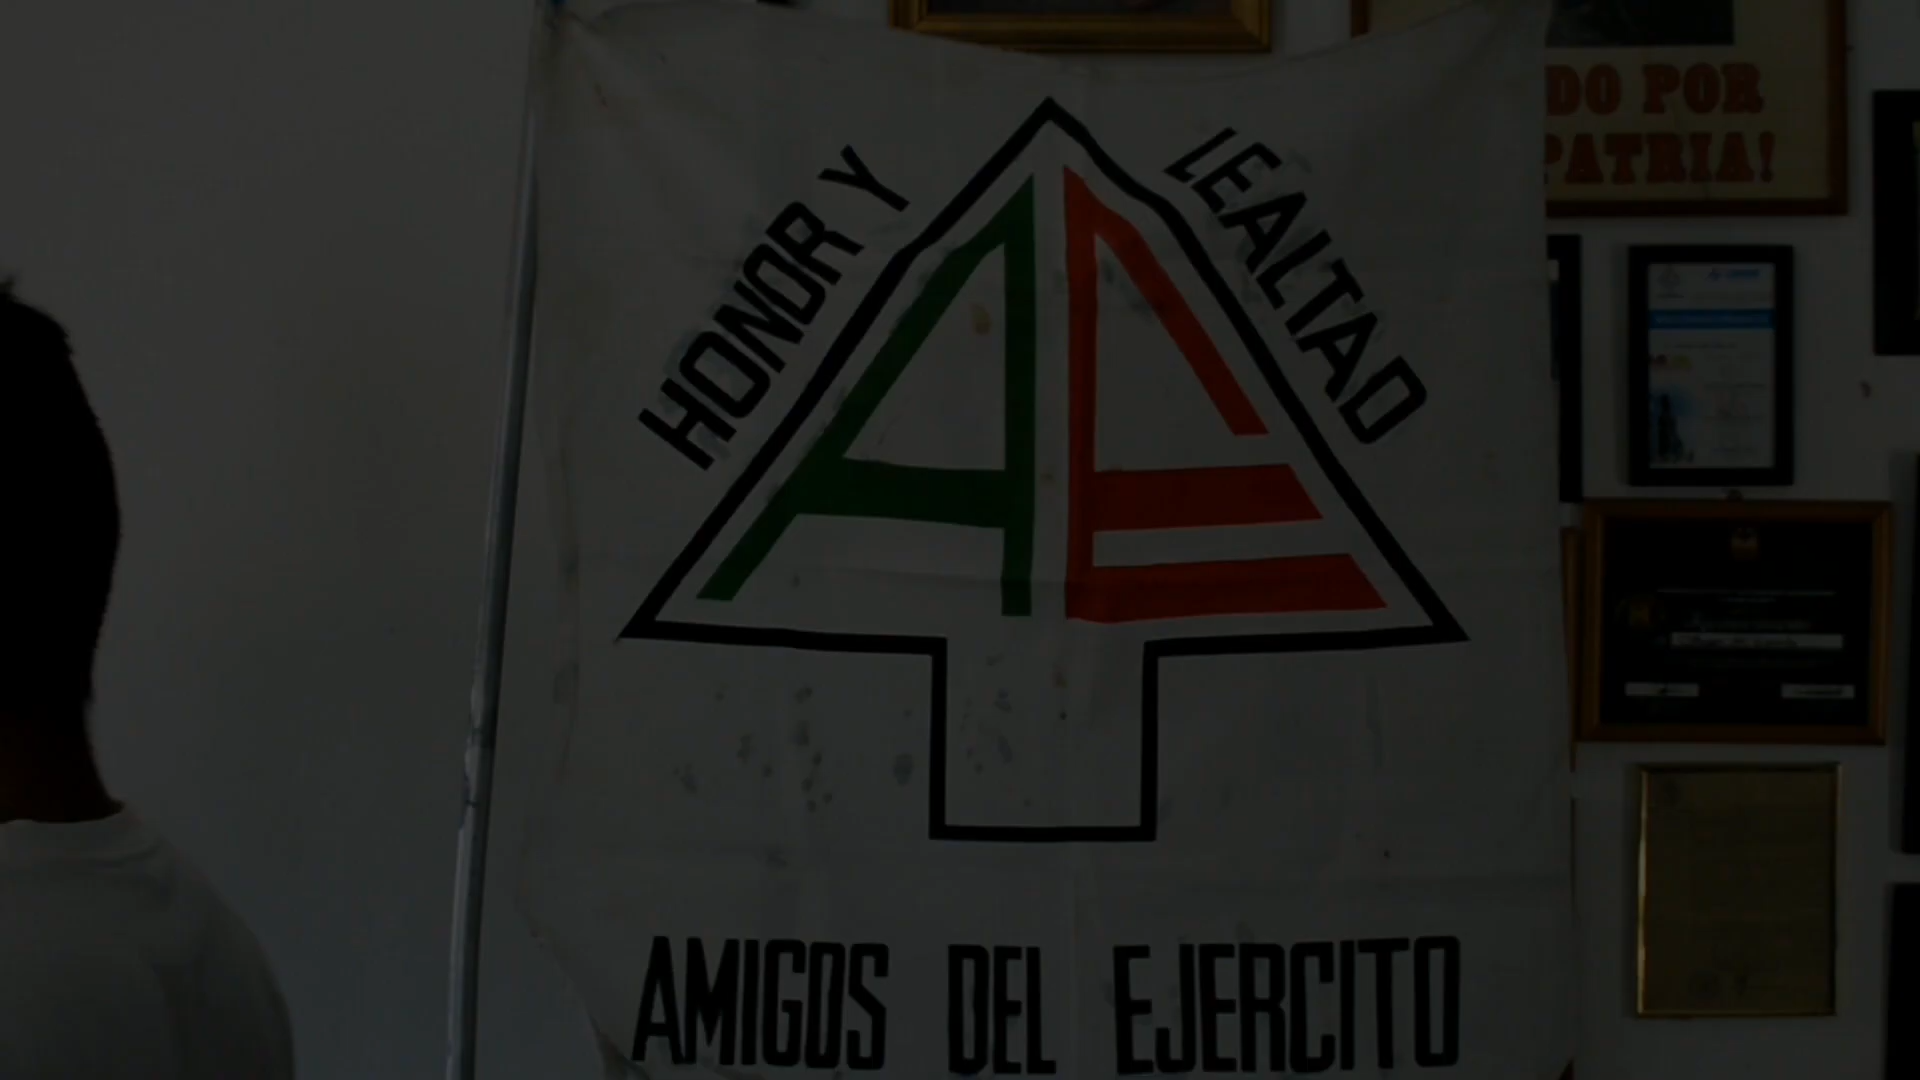 HONOR Y LEALTAD
AE
AMIGOS DEL EJERCITO
DO POR
PATRIA!